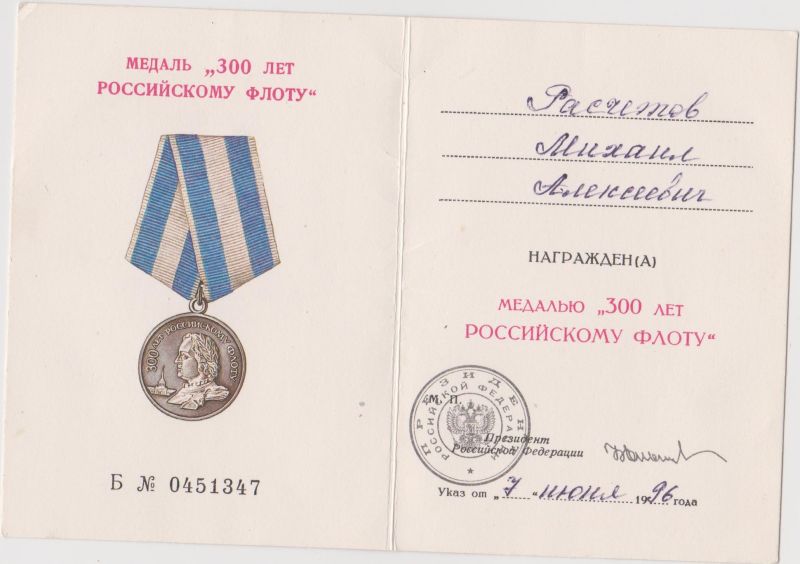 МЕДАЛЬ „300 ЛЕТ
РОССИЙСКОМУ ФЛОТУ“
300 ЛЕТ РОССИЙСКОМУ ФЛОТУ
Б № 0451347
Расчетов
Михаил
Алексеевич
НАГРАЖДЕН(А)
МЕДАЛЬЮ „300 ЛЕТ
РОССИЙСКОМУ ФЛОТУ“
ПРЕЗИДЕНТ
РОССИЙСКОЙ ФЕДЕРАЦИИ
М. П.
Президент
Российской Федерации
Указ от „7“ июня 1996 года